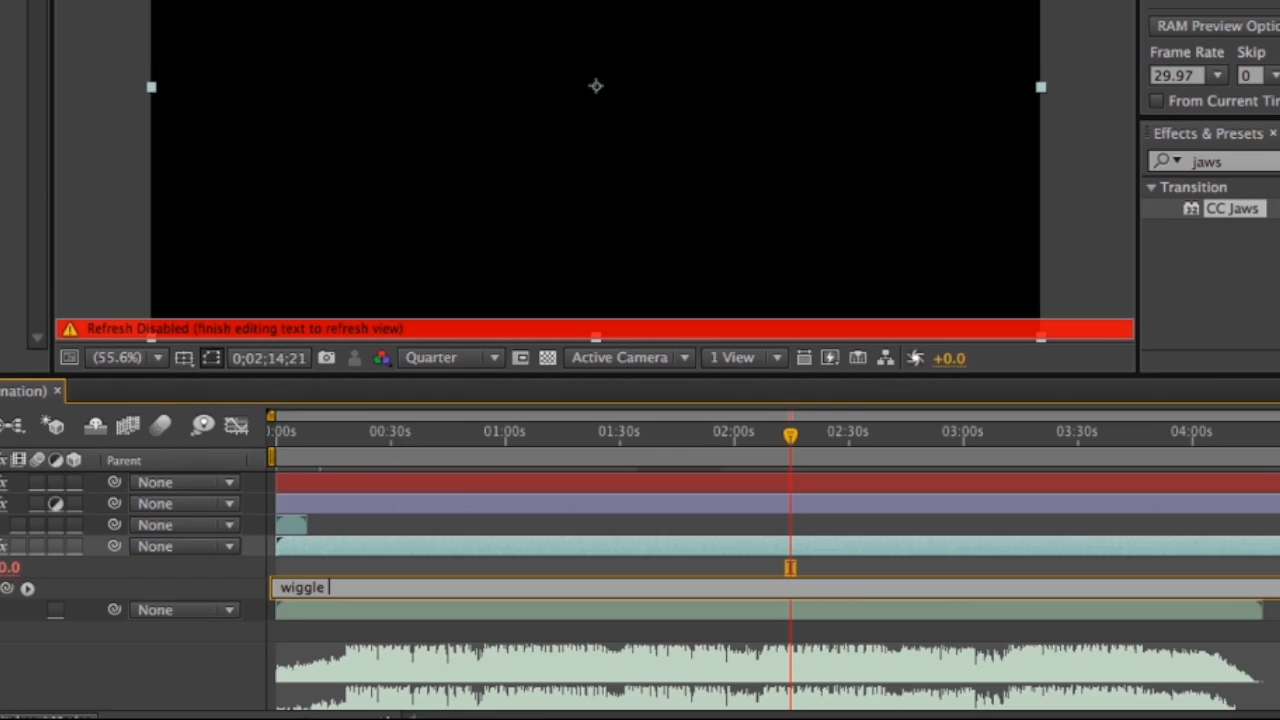 RAM Preview Optio
Frame Rate Skip
29.97 0
From Current Tim
Effects & Presets ×
jaws
Transition
CC Jaws
Refresh Disabled (finish editing text to refresh view)
(55.6%) 0;02;14;21 Quarter Active Camera 1 View +0.0
nation) ×
:00s 00:30s 01:00s 01:30s 02:00s 02:30s 03:00s 03:30s 04:00s
Parent
None
None
None
None
0.0
wiggle
None